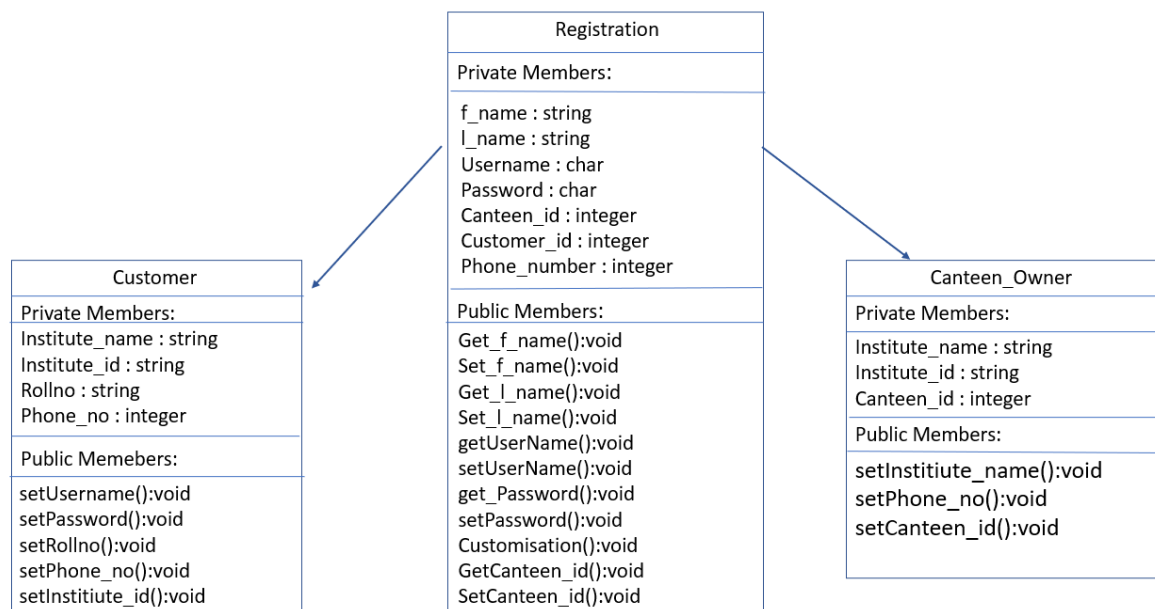 Registration
Private Members:
f_name : string
l_name : string
Username : char
Password : char
Canteen_id : integer
Customer_id : integer
Phone_number : integer
Public Members:
Get_f_name():void
Set_f_name():void
Get_l_name():void
Set_l_name():void
getUserName():void
setUserName():void
get_Password():void
setPassword():void
Customisation():void
GetCanteen_id():void
SetCanteen_id():void
Customer
Private Members:
Institute_name : string
Institute_id : string
Rollno : string
Phone_no : integer
Public Memebers:
setUsername():void
setPassword():void
setRollno():void
setPhone_no():void
setInstitiute_id():void
Canteen_Owner
Private Members:
Institute_name : string
Institute_id : string
Canteen_id : integer
Public Members:
setInstitiute_name():void
setPhone_no():void
setCanteen_id():void